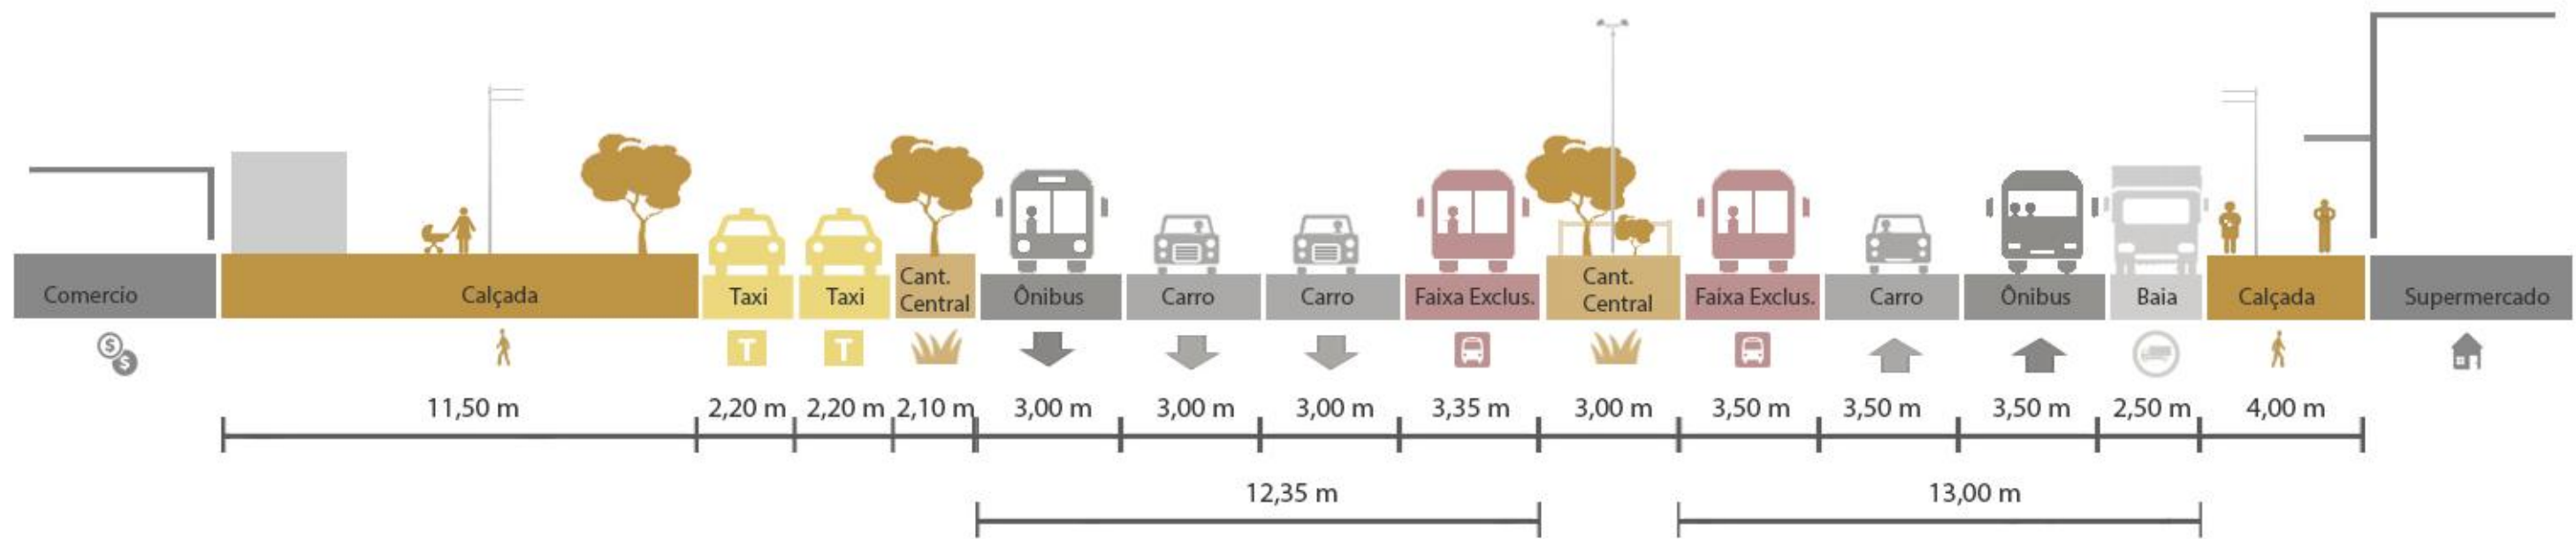 Comercio
Calçada
Taxi
Taxi
Cant.
Central
Ônibus
Carro
Carro
Faixa Exclus.
Cant.
Central
Faixa Exclus.
Carro
Ônibus
Baia
Calçada
Supermercado
$
$
T
T
11,50 m
2,20 m
2,20 m
2,10 m
3,00 m
3,00 m
3,00 m
3,35 m
3,00 m
3,50 m
3,50 m
3,50 m
2,50 m
4,00 m
12,35 m
13,00 m